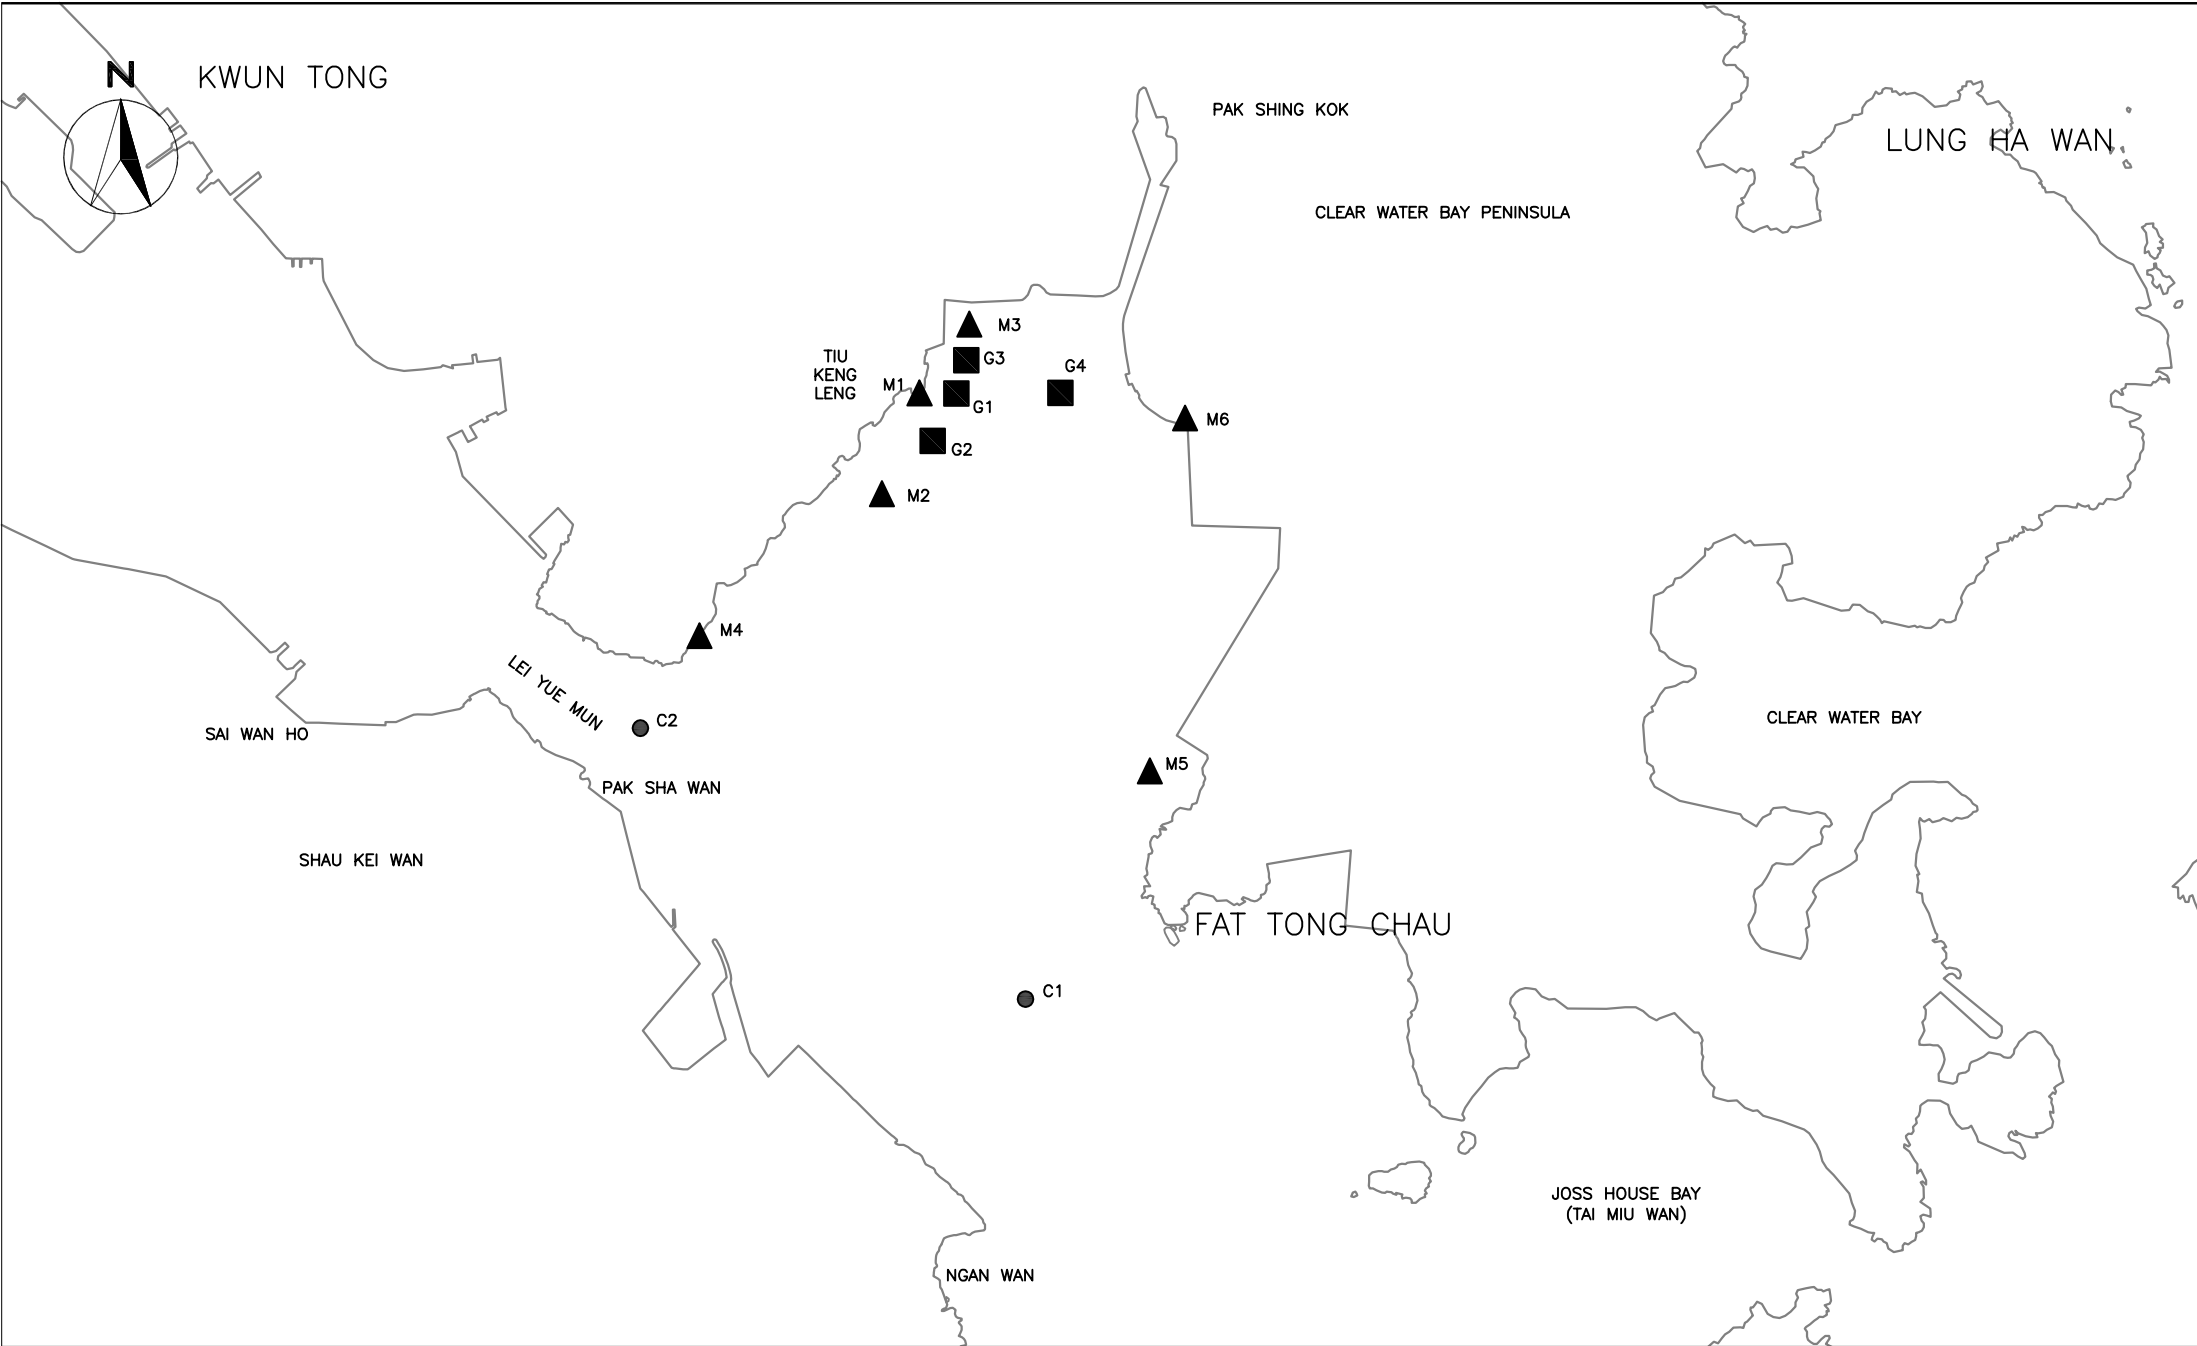 N
KWUN TONG
PAK SHING KOK
LUNG HA WAN
CLEAR WATER BAY PENINSULA
M3
TIU
KENG
LENG
G3
G4
M1
G1
M6
G2
M2
M4
LEI YUE MUN
C2
SAI WAN HO
CLEAR WATER BAY
M5
PAK SHA WAN
SHAU KEI WAN
FAT TONG CHAU
C1
JOSS HOUSE BAY
(TAI MIU WAN)
NGAN WAN